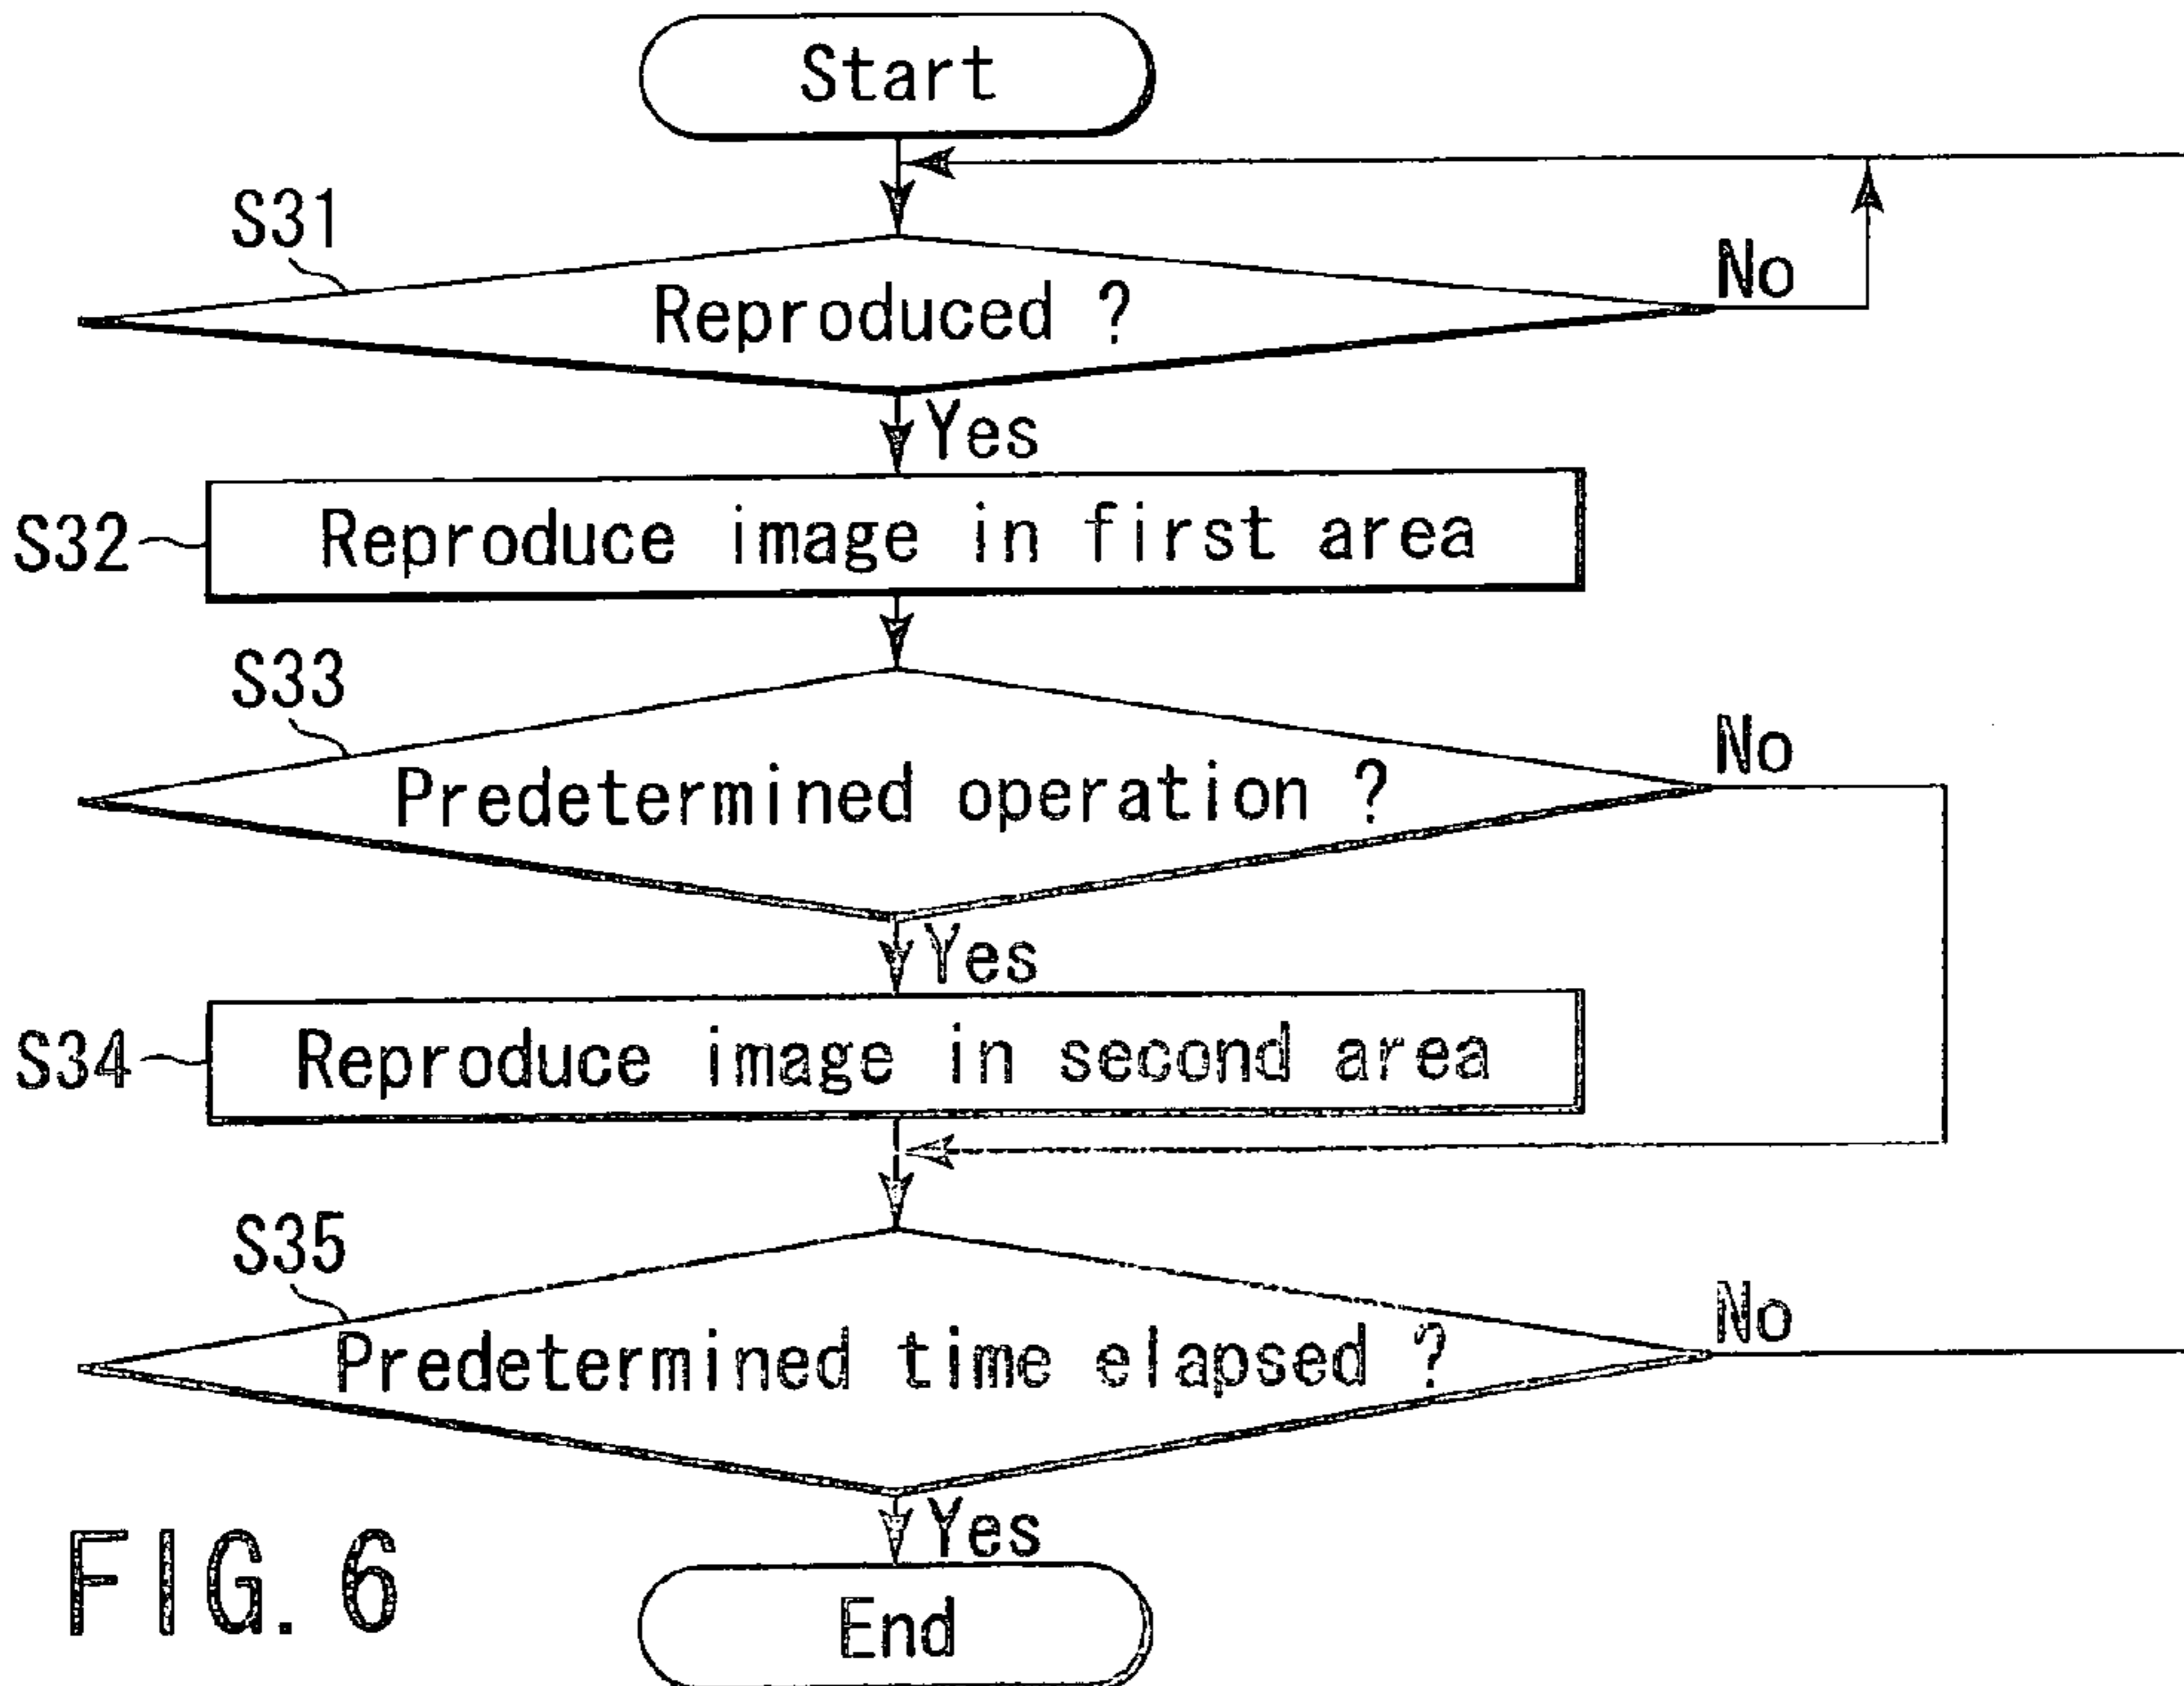 Start
S31
Reproduced ?
No
Yes
S32
Reproduce image in first area
S33
Predetermined operation ?
No
Yes
S34
Reproduce image in second area
S35
Predetermined time elapsed ?
No
Yes
End
FIG. 6